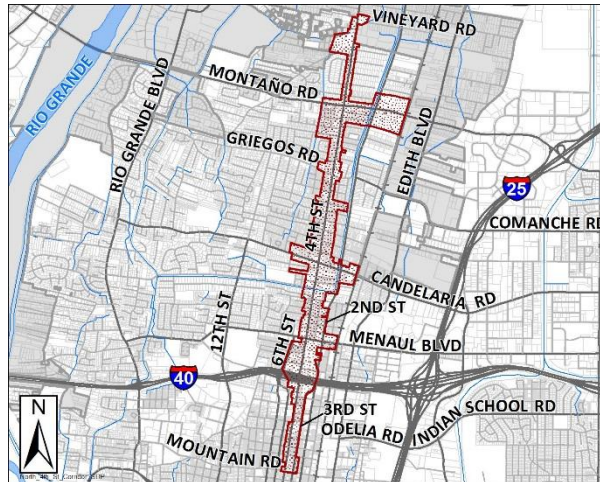 VINEYARD RD
MONTAÑO RD
RIO GRANDE
RIO GRANDE BLVD
GRIEGOS RD
EDITH BLVD
25
4TH ST
COMANCHE RD
CANDELARIA RD
2ND ST
12TH ST
6TH ST
MENAUL BLVD
40
3RD ST
ODELIA RD
INDIAN SCHOOL RD
MOUNTAIN RD
N